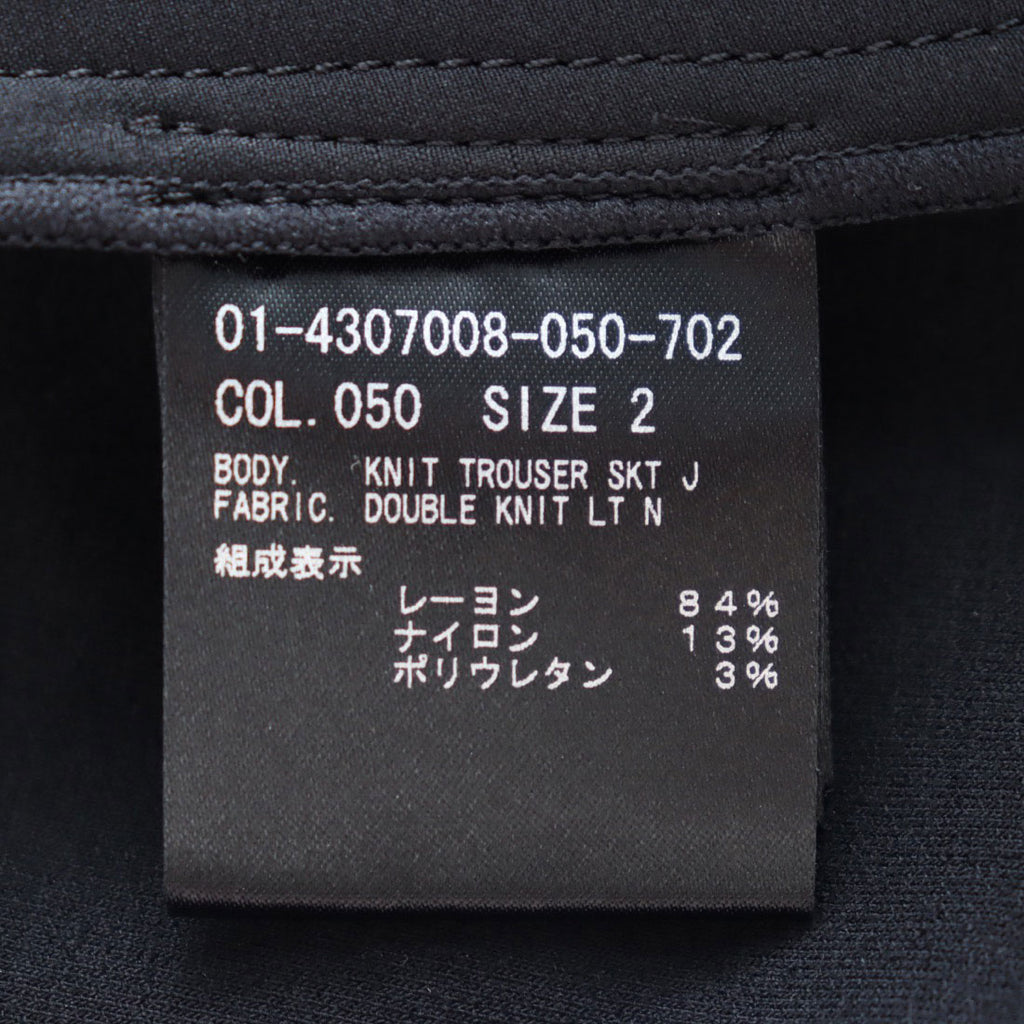 01-4307008-050-702
COL. 050 SIZE 2
BODY. KNIT TROUSER SKT J
FABRIC. DOUBLE KNIT LT N
組成表示
レーヨン 84%
ナイロン 13%
ポリウレタン 3%